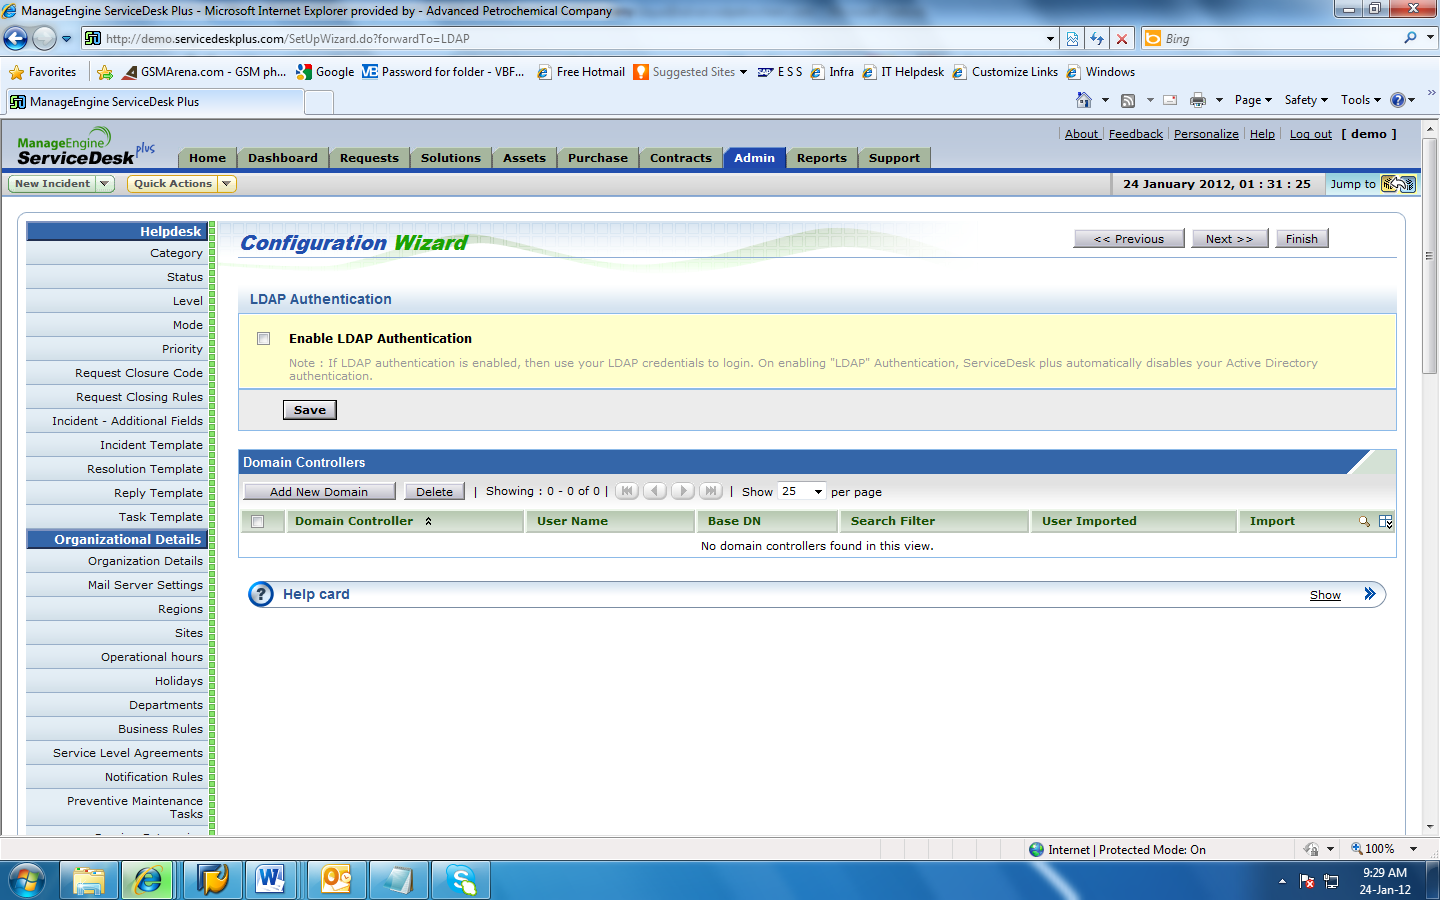 ManageEngine ServiceDesk Plus - Microsoft Internet Explorer provided by - Advanced Petrochemical Company
http://demo.servicedeskplus.com/SetUpWizard.do?forwardTo=LDAP
Bing
Favorites
GSMArena.com - GSM ph...
Google
Password for folder - VBF...
Free Hotmail
Suggested Sites
E S S
Infra
IT Helpdesk
Customize Links
Windows
ManageEngine ServiceDesk Plus
Page
Safety
Tools
ManageEngine
ServiceDesk plus
About
Feedback
Personalize
Help
Log out
[ demo ]
Home
Dashboard
Requests
Solutions
Assets
Purchase
Contracts
Admin
Reports
Support
New Incident
Quick Actions
24 January 2012, 01 : 31 : 25
Jump to
Helpdesk
Category
Status
Level
Mode
Priority
Request Closure Code
Request Closing Rules
Incident - Additional Fields
Incident Template
Resolution Template
Reply Template
Task Template
Organizational Details
Organization Details
Mail Server Settings
Regions
Sites
Operational hours
Holidays
Departments
Business Rules
Service Level Agreements
Notification Rules
Preventive Maintenance
Tasks
Configuration Wizard
<< Previous
Next >>
Finish
LDAP Authentication
Enable LDAP Authentication
Note : If LDAP authentication is enabled, then use your LDAP credentials to login. On enabling "LDAP" Authentication, ServiceDesk plus automatically disables your Active Directory
authentication.
Save
Domain Controllers
Add New Domain
Delete
| Showing : 0 - 0 of 0 |
| Show 25 per page
Domain Controller
User Name
Base DN
Search Filter
User Imported
Import
No domain controllers found in this view.
Help card
Show
Internet | Protected Mode: On
100%
9:29 AM
24-Jan-12